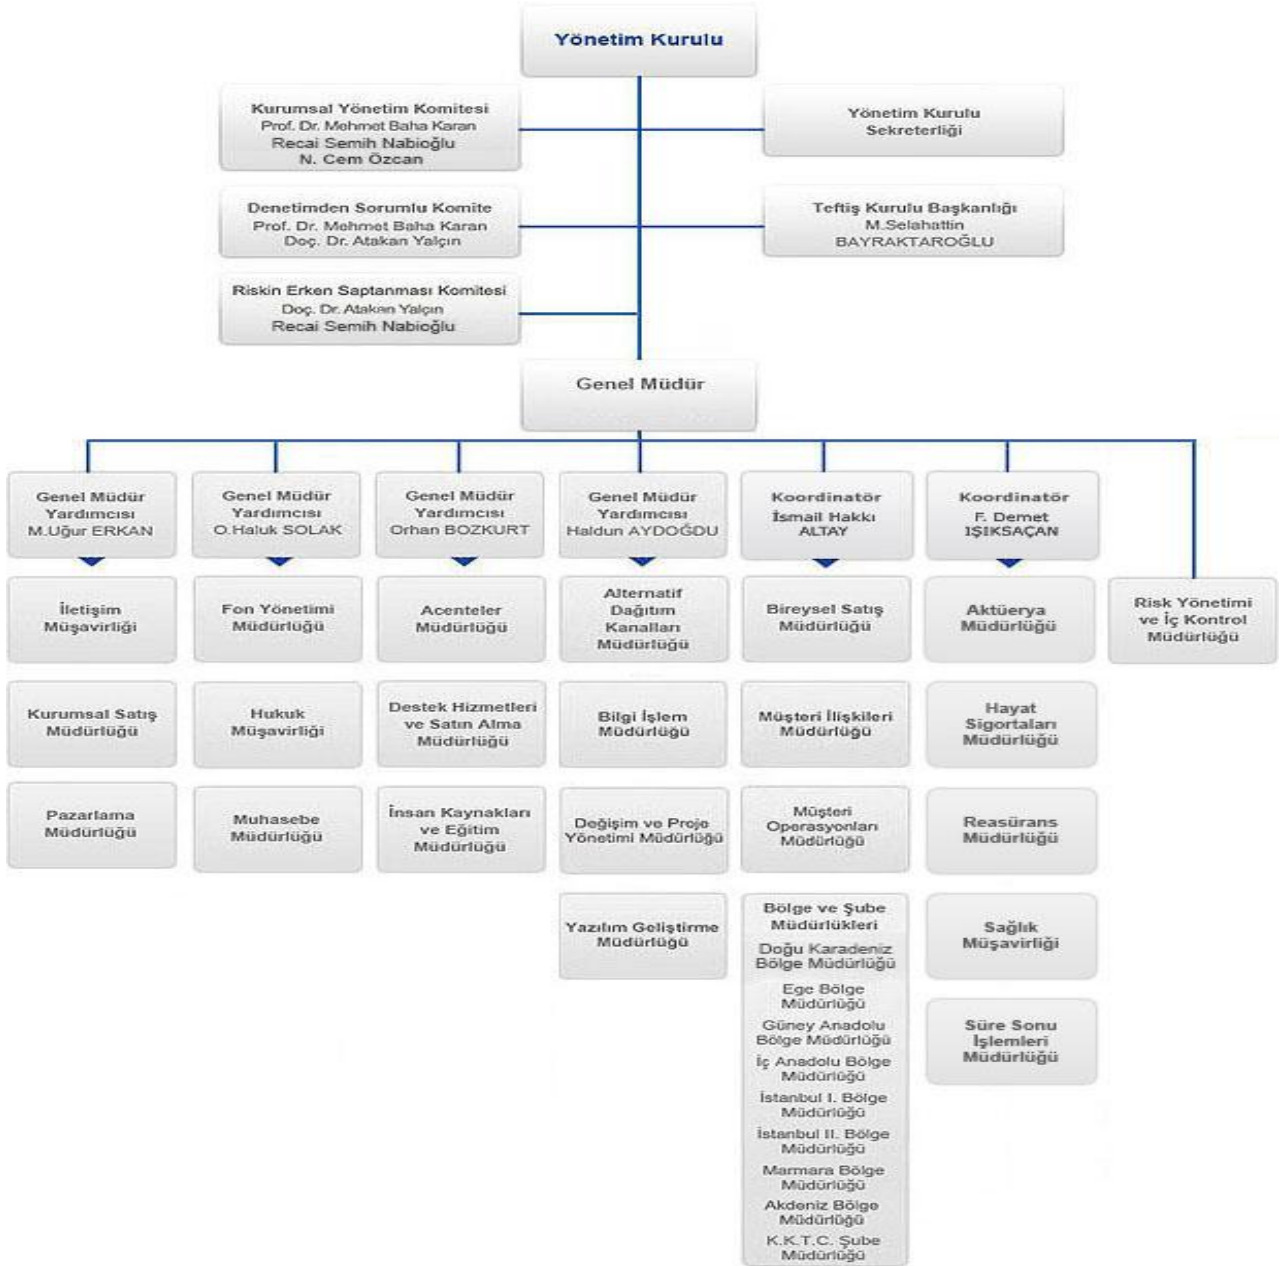 Yönetim Kurulu
Kurumsal Yönetim Komitesi
Prof. Dr. Mehmet Baha Karan
Recai Semih Nabioğlu
N. Cem Özcan
Yönetim Kurulu
Sekreterliği
Denetimden Sorumlu Komite
Prof. Dr. Mehmet Baha Karan
Doç. Dr. Atakan Yalçın
Teftiş Kurulu Başkanlığı
M.Selahattin
BAYRAKTAROĞLU
Riskin Erken Saptanması Komitesi
Doç. Dr. Atakan Yalçın
Recai Semih Nabioğlu
Genel Müdür
Genel Müdür
Yardımcısı
M.Uğur ERKAN
Genel Müdür
Yardımcısı
O.Haluk SOLAK
Genel Müdür
Yardımcısı
Orhan BOZKURT
Genel Müdür
Yardımcısı
Haldun AYDOĞDU
Koordinatör
İsmail Hakkı
ALTAY
Koordinatör
F. Demet
IŞIKSAÇAN
İletişim
Müşavirliği
Fon Yönetimi
Müdürlüğü
Acenteler
Müdürlüğü
Alternatif
Dağıtım
Kanalları
Müdürlüğü
Bireysel Satış
Müdürlüğü
Aktüerya
Müdürlüğü
Risk Yönetimi
ve İç Kontrol
Müdürlüğü
Kurumsal Satış
Müdürlüğü
Hukuk
Müşavirliği
Destek Hizmetleri
ve Satın Alma
Müdürlüğü
Bilgi İşlem
Müdürlüğü
Müşteri İlişkileri
Müdürlüğü
Hayat
Sigortaları
Müdürlüğü
Pazarlama
Müdürlüğü
Muhasebe
Müdürlüğü
İnsan Kaynakları
ve Eğitim
Müdürlüğü
Değişim ve Proje
Yönetimi Müdürlüğü
Müşteri
Operasyonları
Müdürlüğü
Reasürans
Müdürlüğü
Yazılım Geliştirme
Müdürlüğü
Bölge ve Şube
Müdürlükleri
Doğu Karadeniz
Bölge Müdürlüğü
Ege Bölge
Müdürlüğü
Güney Anadolu
Bölge Müdürlüğü
İç Anadolu Bölge
Müdürlüğü
İstanbul I. Bölge
Müdürlüğü
İstanbul II. Bölge
Müdürlüğü
Marmara Bölge
Müdürlüğü
Akdeniz Bölge
Müdürlüğü
K.K.T.C. Şube
Müdürlüğü
Sağlık
Müşavirliği
Süre Sonu
İşlemleri
Müdürlüğü